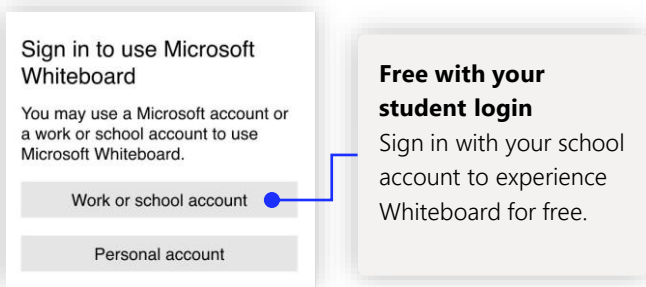 Sign in to use Microsoft
Whiteboard
You may use a Microsoft account or
a work or school account to use
Microsoft Whiteboard.
Work or school account
Personal account
Free with your
student login
Sign in with your school
account to experience
Whiteboard for free.